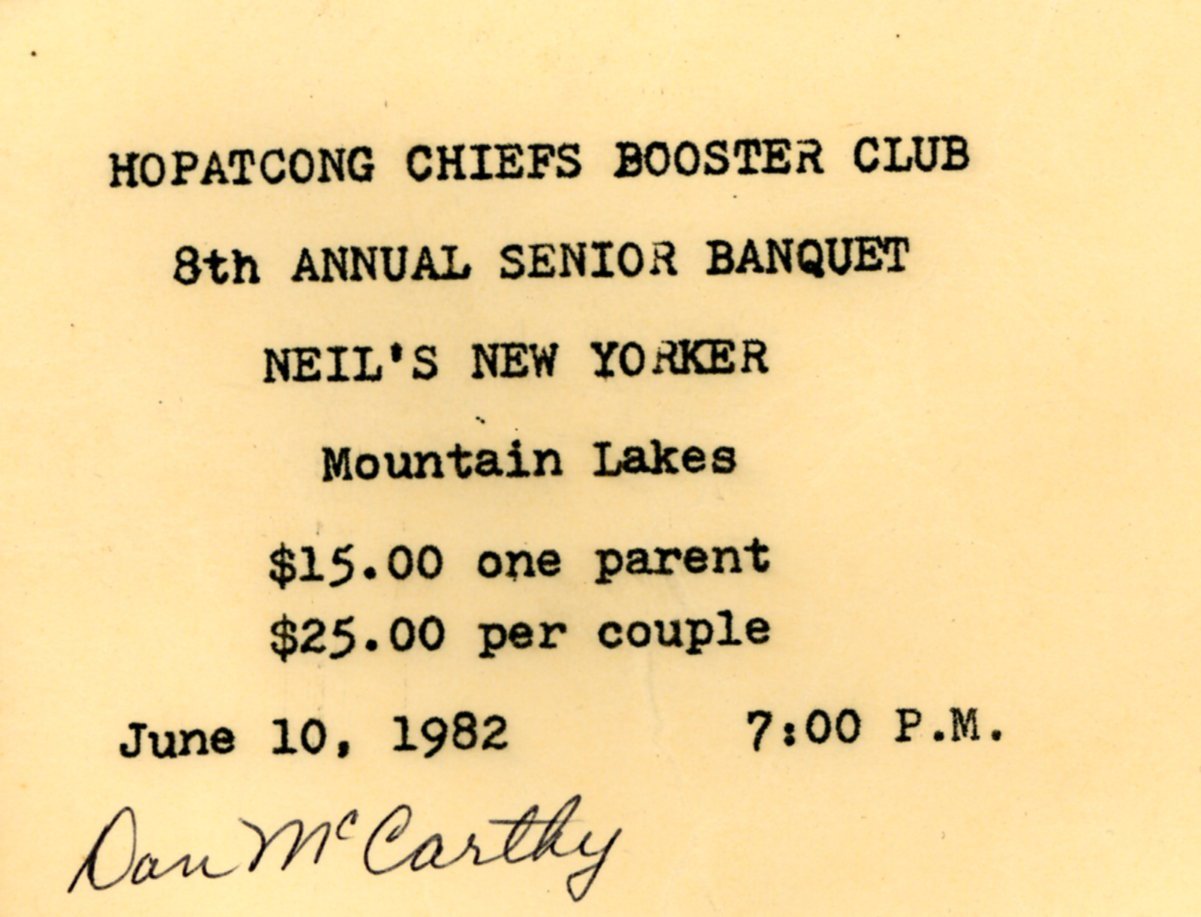 HOPATCONG CHIEFS BOOSTER CLUB
8th ANNUAL SENIOR BANQUET
NEIL'S NEW YORKER
Mountain Lakes
$15.00 one parent
$25.00 per couple
June 10, 1982 7:00 P.M.
Dan McCarthy